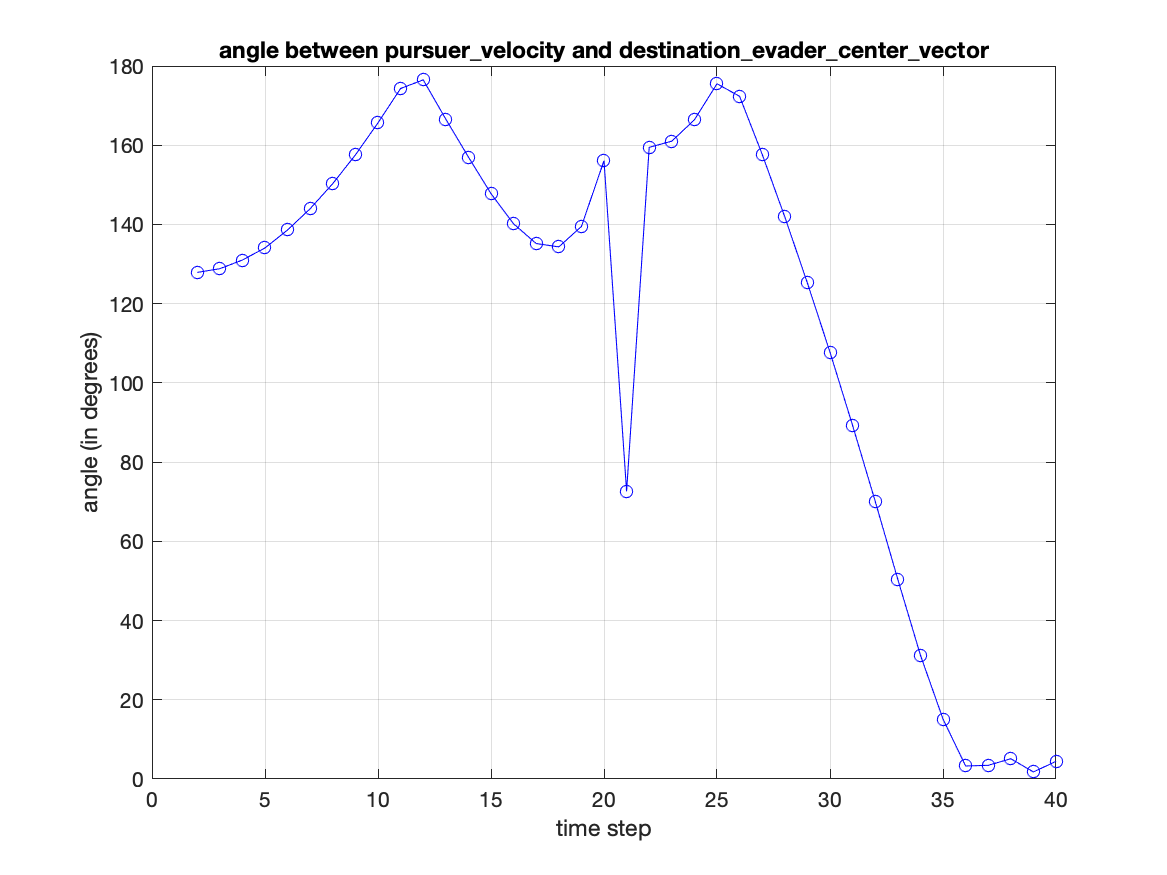 angle between pursuer_velocity and destination_evader_center_vector
180
160
140
120
100
80
60
40
20
0
angle (in degrees)
0 5 10 15 20 25 30 35 40
time step